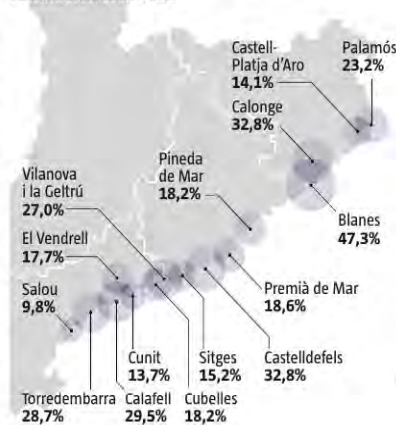 Castell-
Platja d'Aro
14,1%
Palamós
23,2%
Calonge
32,8%
Pineda
de Mar
18,2%
Vilanova
i la Geltrú
27,0%
El Vendrell
17,7%
Salou
9,8%
Blanes
47,3%
Premià de Mar
18,6%
Cunit
13,7%
Sitges
15,2%
Castelldefels
32,8%
Torredembarra
28,7%
Calafell
29,5%
Cubelles
18,2%